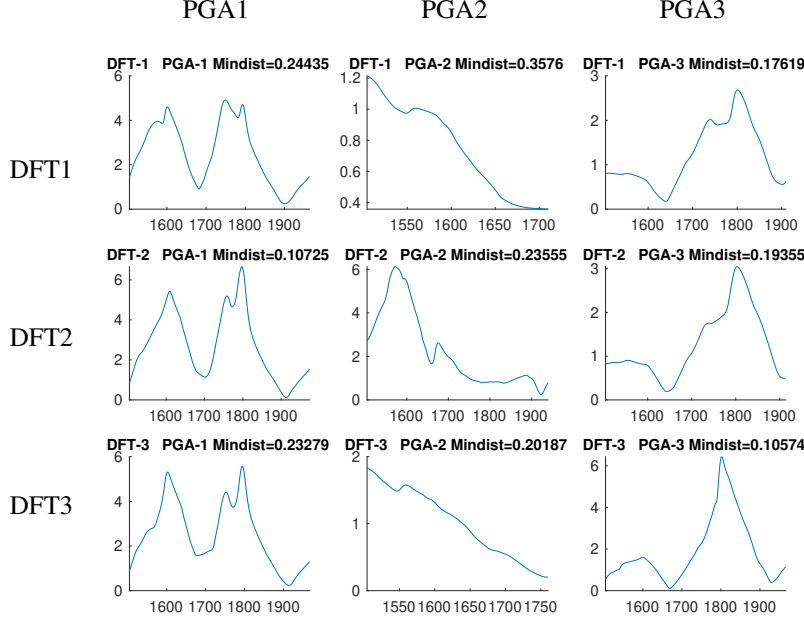 PGA1 PGA2 PGA3
DFT-1 PGA-1 Mindist=0.24435 DFT-1 PGA-2 Mindist=0.3576 DFT-1 PGA-3 Mindist=0.17619
DFT1
6
4
2
0
1600 1700 1800 1900
1.2
1
0.8
0.6
0.4
1550 1600 1650 1700
3
2
1
0
1600 1700 1800 1900
DFT-2 PGA-1 Mindist=0.10725 DFT-2 PGA-2 Mindist=0.23555 DFT-2 PGA-3 Mindist=0.19355
DFT2
6
4
2
0
1600 1700 1800 1900
6
4
2
0
1600 1700 1800 1900
3
2
1
0
1600 1700 1800 1900
DFT-3 PGA-1 Mindist=0.23279 DFT-3 PGA-2 Mindist=0.20187 DFT-3 PGA-3 Mindist=0.10574
DFT3
6
4
2
0
1600 1700 1800 1900
2
1
0
1550 1600 1650 1700 1750
6
4
2
0
1600 1700 1800 1900